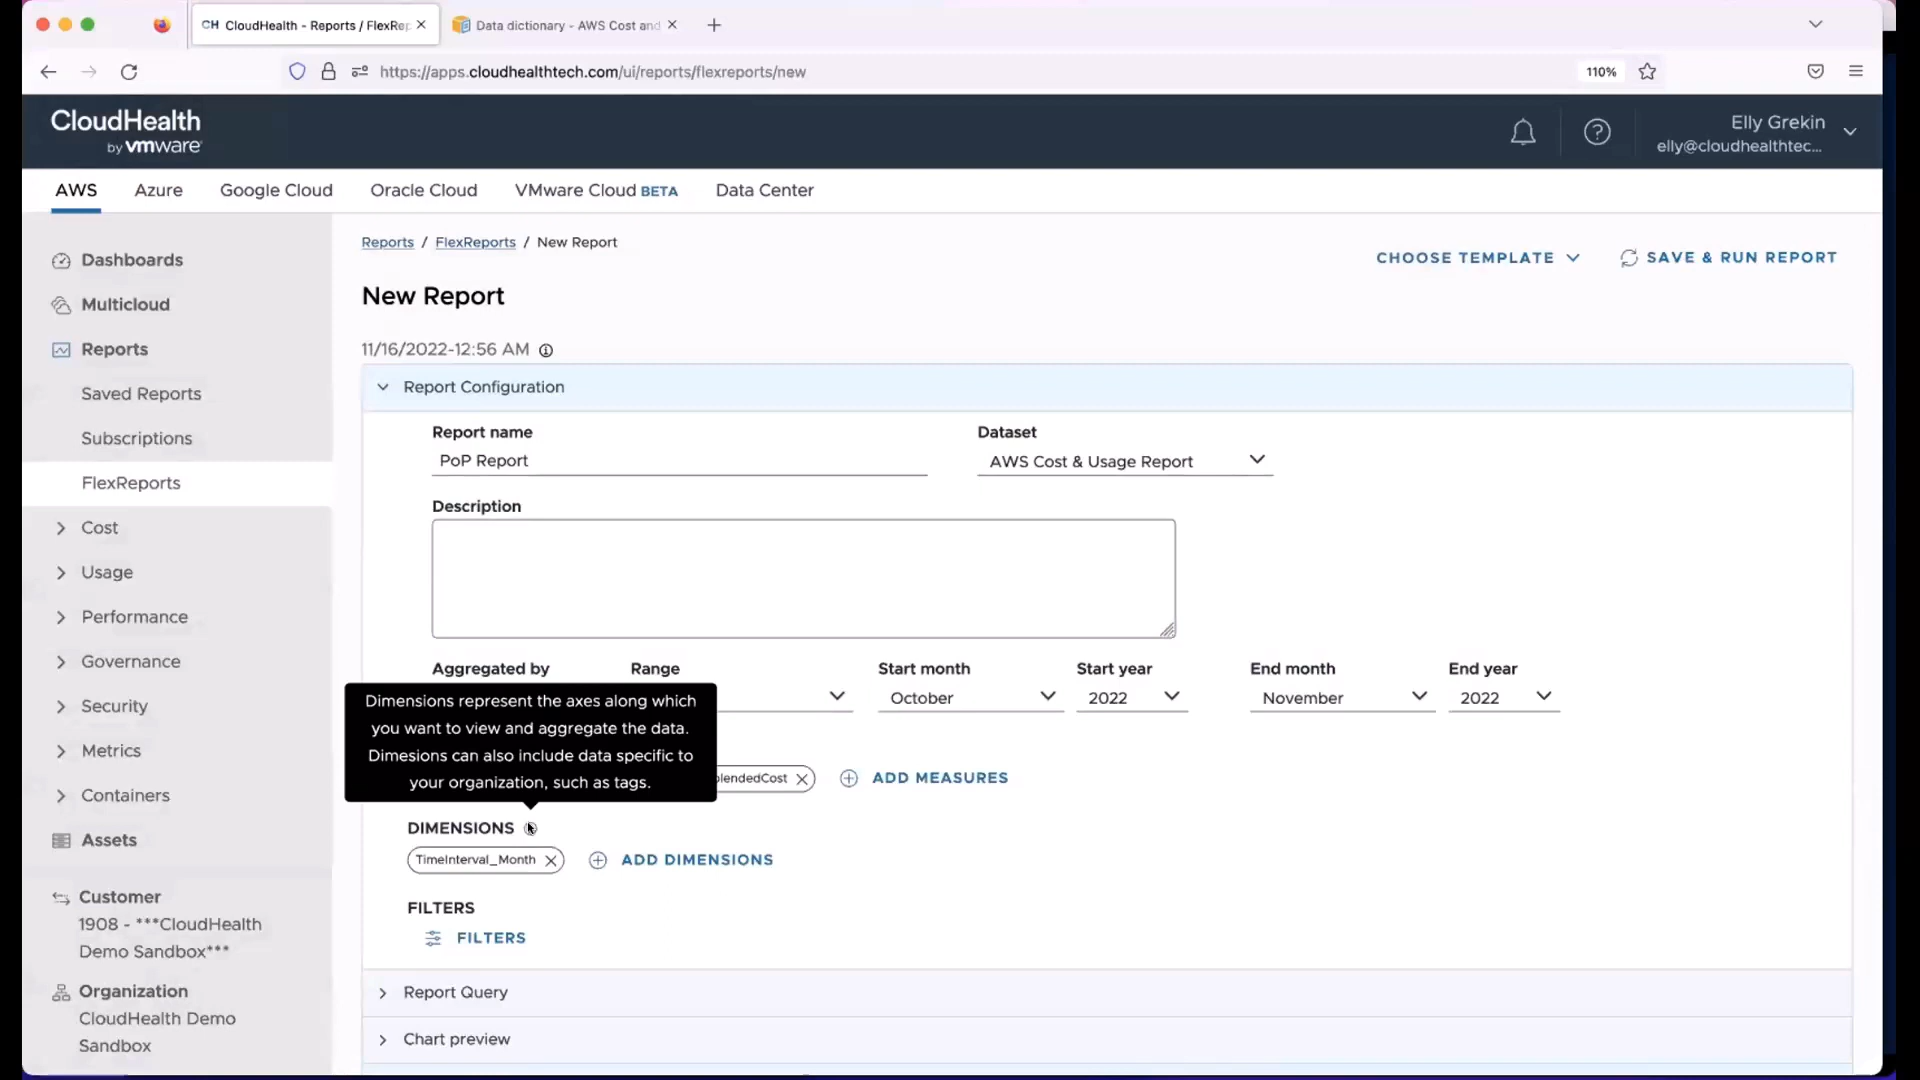 CH CloudHealth - Reports / FlexRep
Data dictionary - AWS Cost and
https://apps.cloudhealthtech.com/ui/reports/flexreports/new
110%
CloudHealth
by vmware
Elly Grekin
elly@cloudhealthtec...
AWS Azure Google Cloud Oracle Cloud VMware Cloud BETA Data Center
Dashboards
Multicloud
Reports
Saved Reports
Subscriptions
FlexReports
Cost
Usage
Performance
Governance
Security
Metrics
Containers
Assets
Customer
1908 - ***CloudHealth
Demo Sandbox***
Organization
CloudHealth Demo
Sandbox
Reports / FlexReports / New Report
CHOOSE TEMPLATE
SAVE & RUN REPORT
New Report
11/16/2022-12:56 AM
Report Configuration
Report name
PoP Report
Dataset
AWS Cost & Usage Report
Description
Aggregated by
Range
Start month
October
Start year
2022
End month
November
End year
2022
Dimensions represent the axes along which
you want to view and aggregate the data.
Dimesions can also include data specific to
your organization, such as tags.
blendedCost
ADD MEASURES
DIMENSIONS
TimeInterval_Month
ADD DIMENSIONS
FILTERS
FILTERS
Report Query
Chart preview